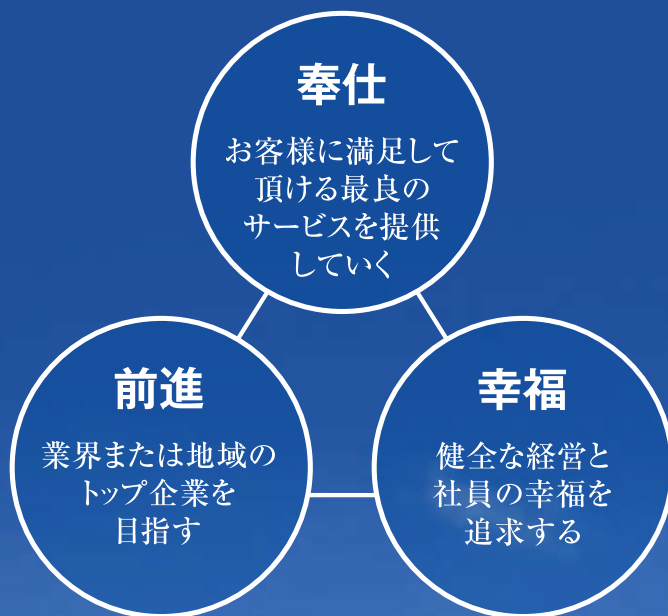 奉仕
お客様に満足して
頂ける最良の
サービスを提供
していく
前進
業界または地域の
トップ企業を
目指す
幸福
健全な経営と
社員の幸福を
追求する